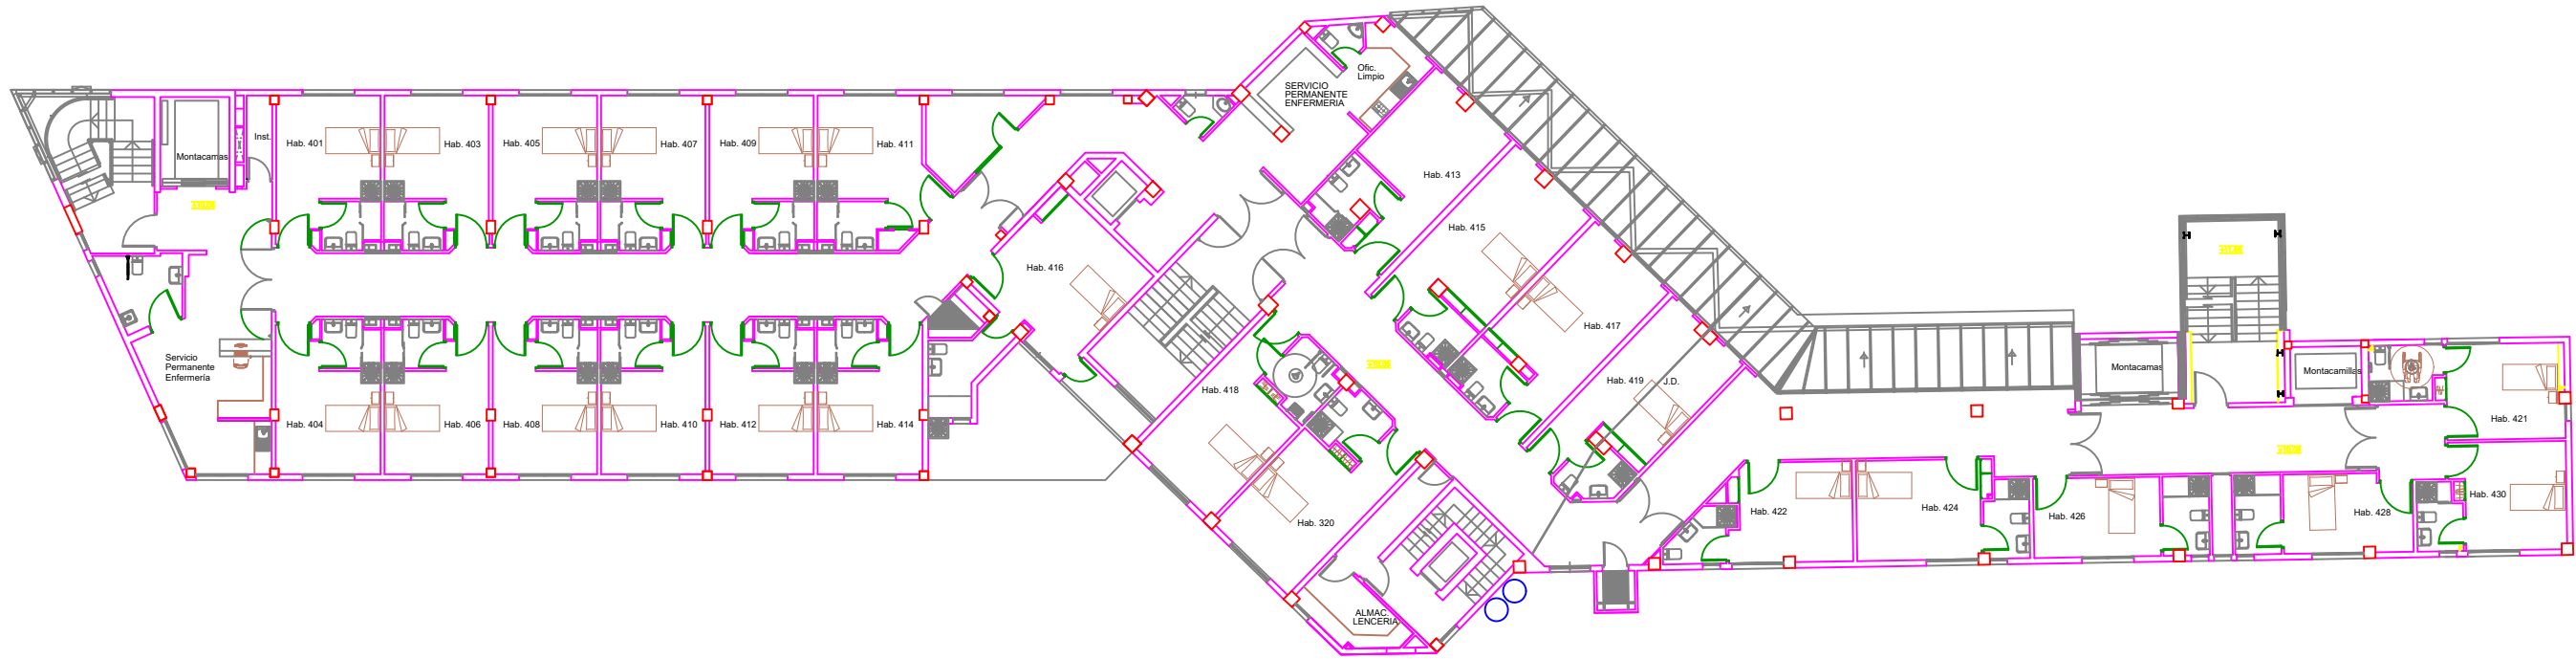 Inst.
Montacamas
Hab. 401
Hab. 403
Hab. 405
Hab. 407
Hab. 409
Hab. 411
SERVICIO
PERMANENTE
ENFERMERIA
Ofic.
Limpio
Hab. 413
Hab. 415
Hab. 416
Hab. 417
Hab. 418
Hab. 419
J.D.
Servicio
Permanente
Enfermería
Hab. 404
Hab. 406
Hab. 408
Hab. 410
Hab. 412
Hab. 414
Hab. 320
ALMAC.
LENCERIA
Montacamas
Montacamillas
Hab. 421
Hab. 422
Hab. 424
Hab. 426
Hab. 428
Hab. 430